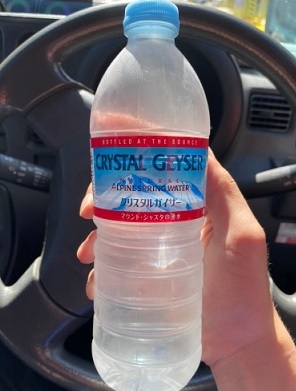 BOTTLED AT THE SOURCE
CRYSTAL GEYSER
ALPINE SPRING WATER
クリスタルガイザー
マウント・シャスタの湧水